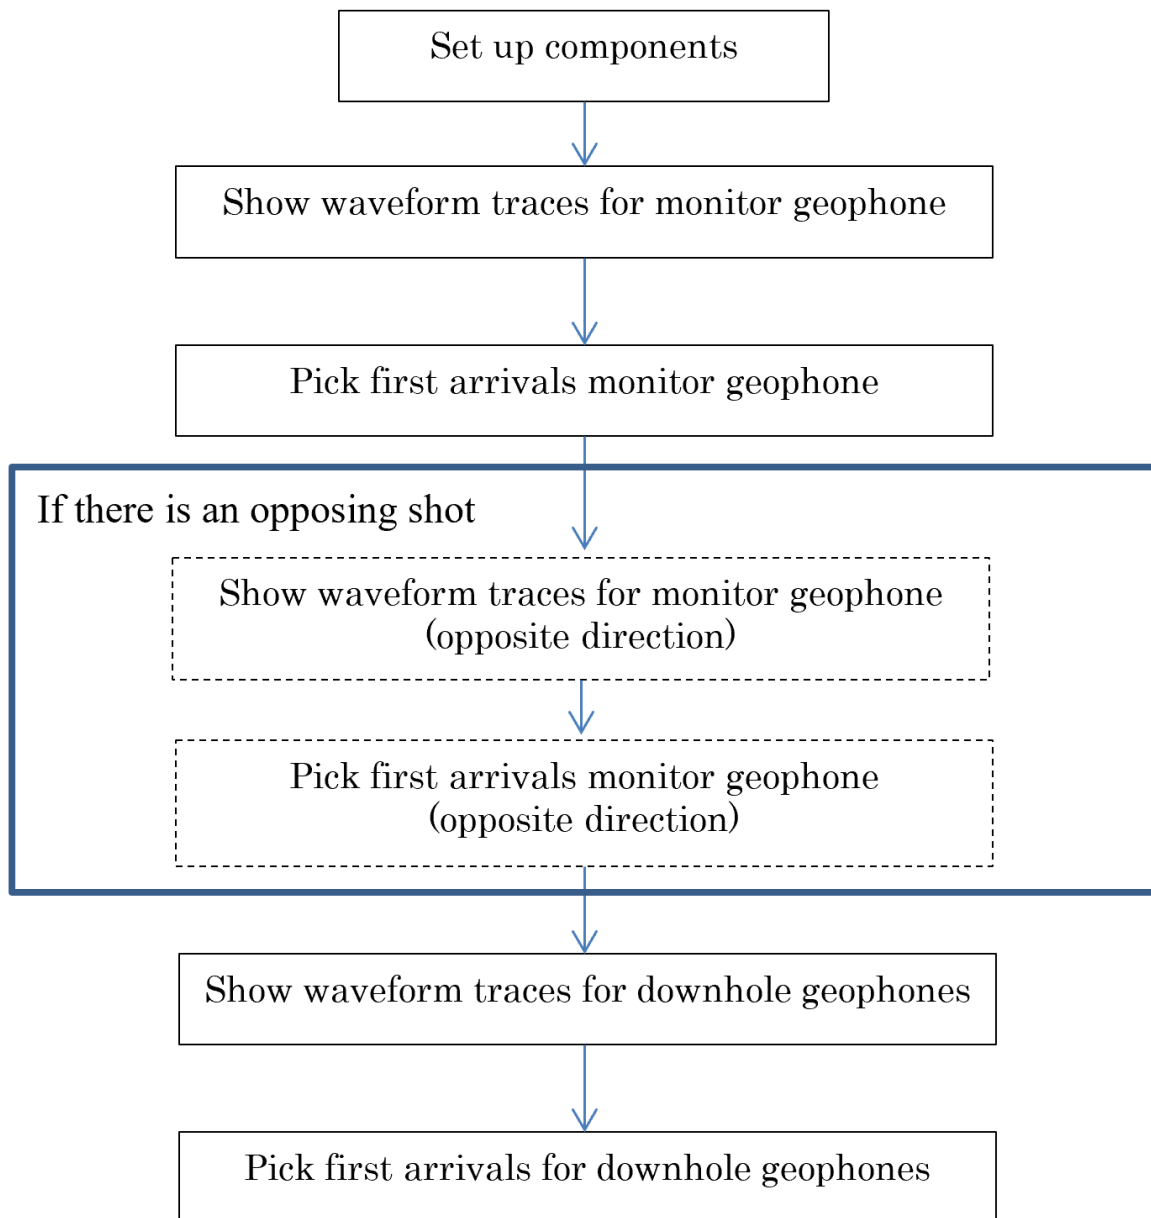 Set up components
Show waveform traces for monitor geophone
Pick first arrivals monitor geophone
If there is an opposing shot
Show waveform traces for monitor geophone
(opposite direction)
Pick first arrivals monitor geophone
(opposite direction)
Show waveform traces for downhole geophones
Pick first arrivals for downhole geophones